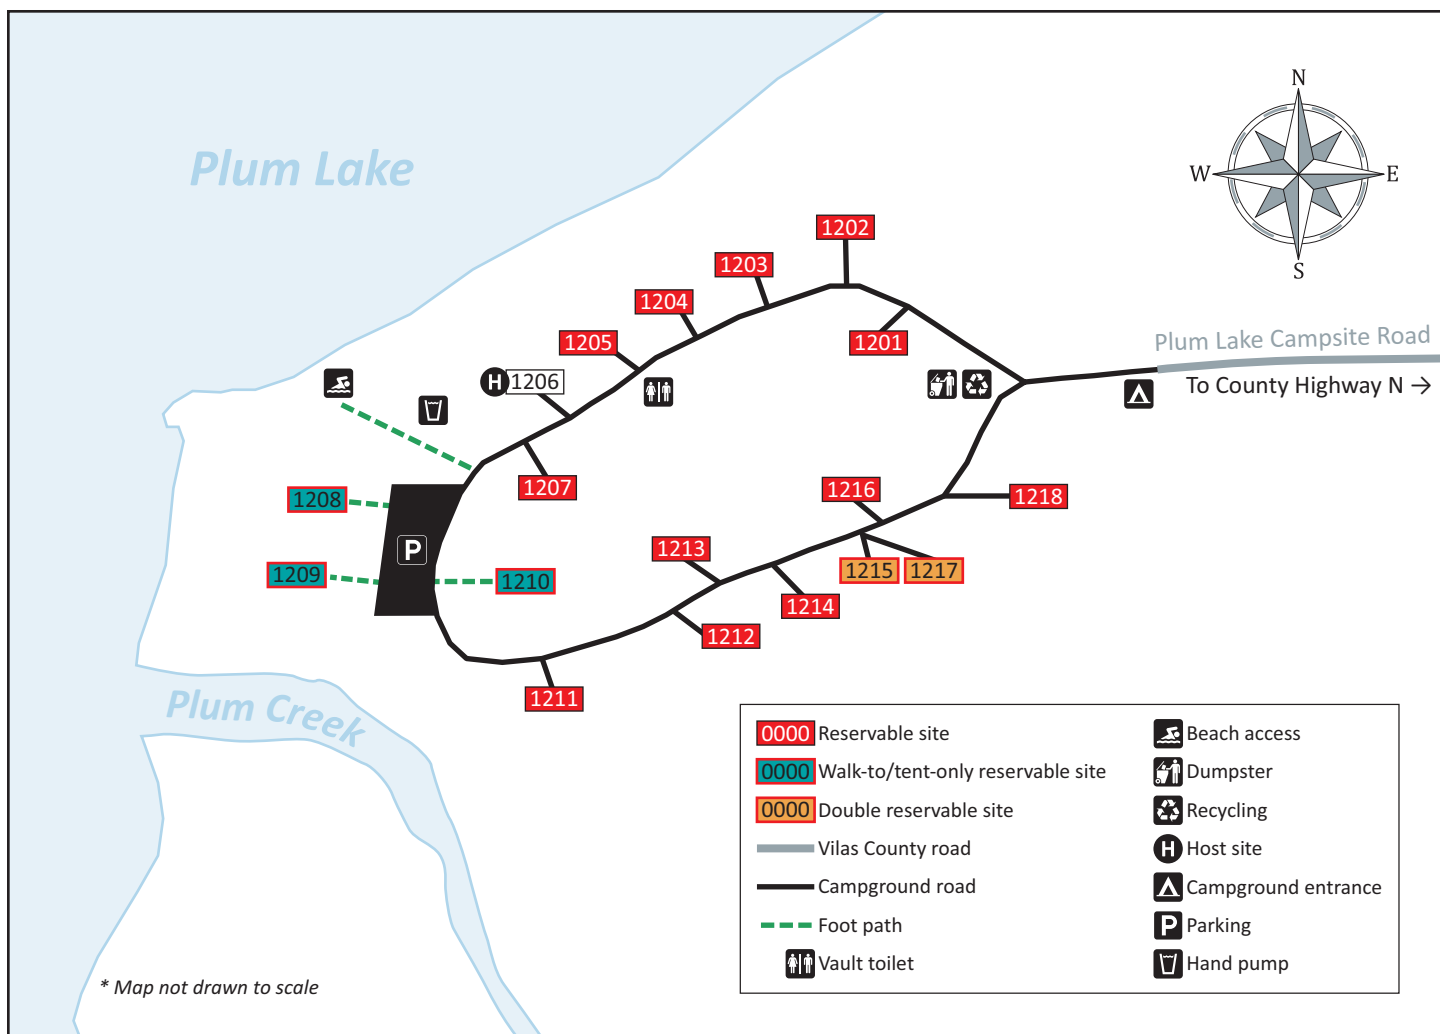 Plum Lake
N
W
E
S
1202
1203
1204
1201
1205
Plum Lake Campsite Road
To County Highway N →
H
1206
1207
1208
1216
1218
P
1213
1209
1210
1215
1217
1214
1212
1211
Plum Creek
0000 Reservable site
0000 Walk-to/tent-only reservable site
0000 Double reservable site
Vilas County road
Campground road
Foot path
Vault toilet
Beach access
Dumpster
Recycling
H Host site
Campground entrance
P Parking
Hand pump
* Map not drawn to scale